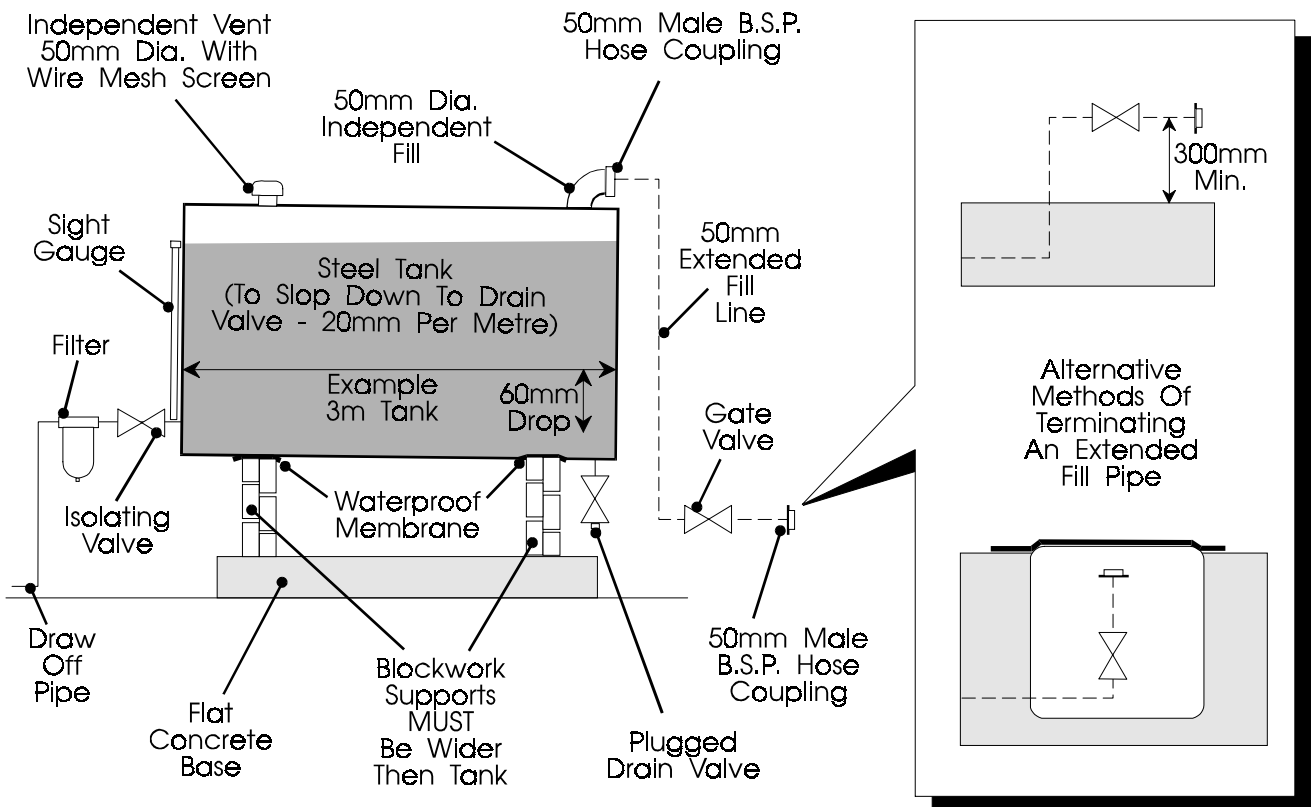 Independent Vent
50mm Dia. With
Wire Mesh Screen
50mm Male B.S.P.
Hose Coupling
50mm Dia.
Independent
Fill
300mm
Min.
Sight
Gauge
50mm
Extended
Fill
Line
Steel Tank
(To Slop Down To Drain
Valve - 20mm Per Metre)
Filter
Example
3m Tank
60mm
Drop
Gate
Valve
Alternative
Methods Of
Terminating
An Extended
Fill Pipe
Isolating
Valve
Waterproof
Membrane
Draw
Off
Pipe
Flat
Concrete
Base
Blockwork
Supports
MUST
Be Wider
Then Tank
Plugged
Drain Valve
50mm Male
B.S.P. Hose
Coupling